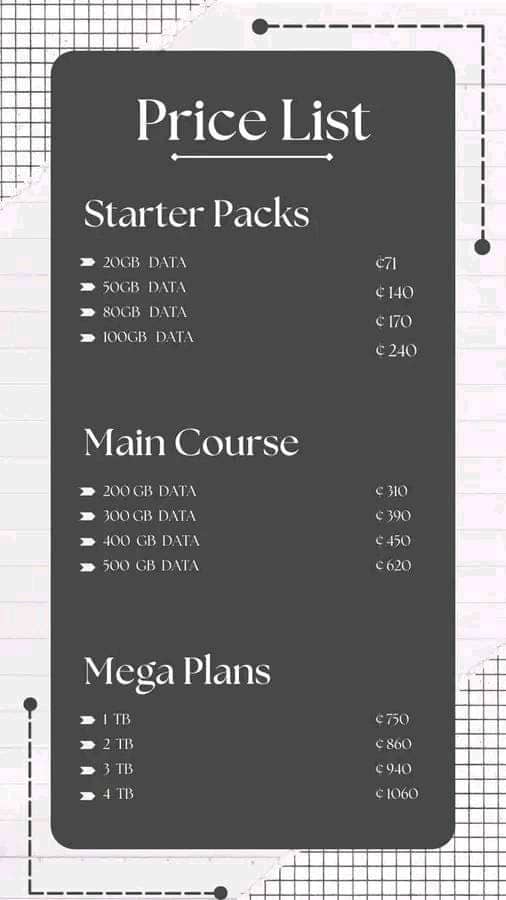 Price List
Starter Packs
20GB DATA ¢71
50GB DATA ¢ 140
80GB DATA ¢ 170
100GB DATA ¢ 240
Main Course
200 GB DATA ¢ 310
300 GB DATA ¢ 390
400 GB DATA ¢ 450
500 GB DATA ¢ 620
Mega Plans
1 TB ¢ 750
2 TB ¢ 860
3 TB ¢ 940
4 TB ¢ 1060